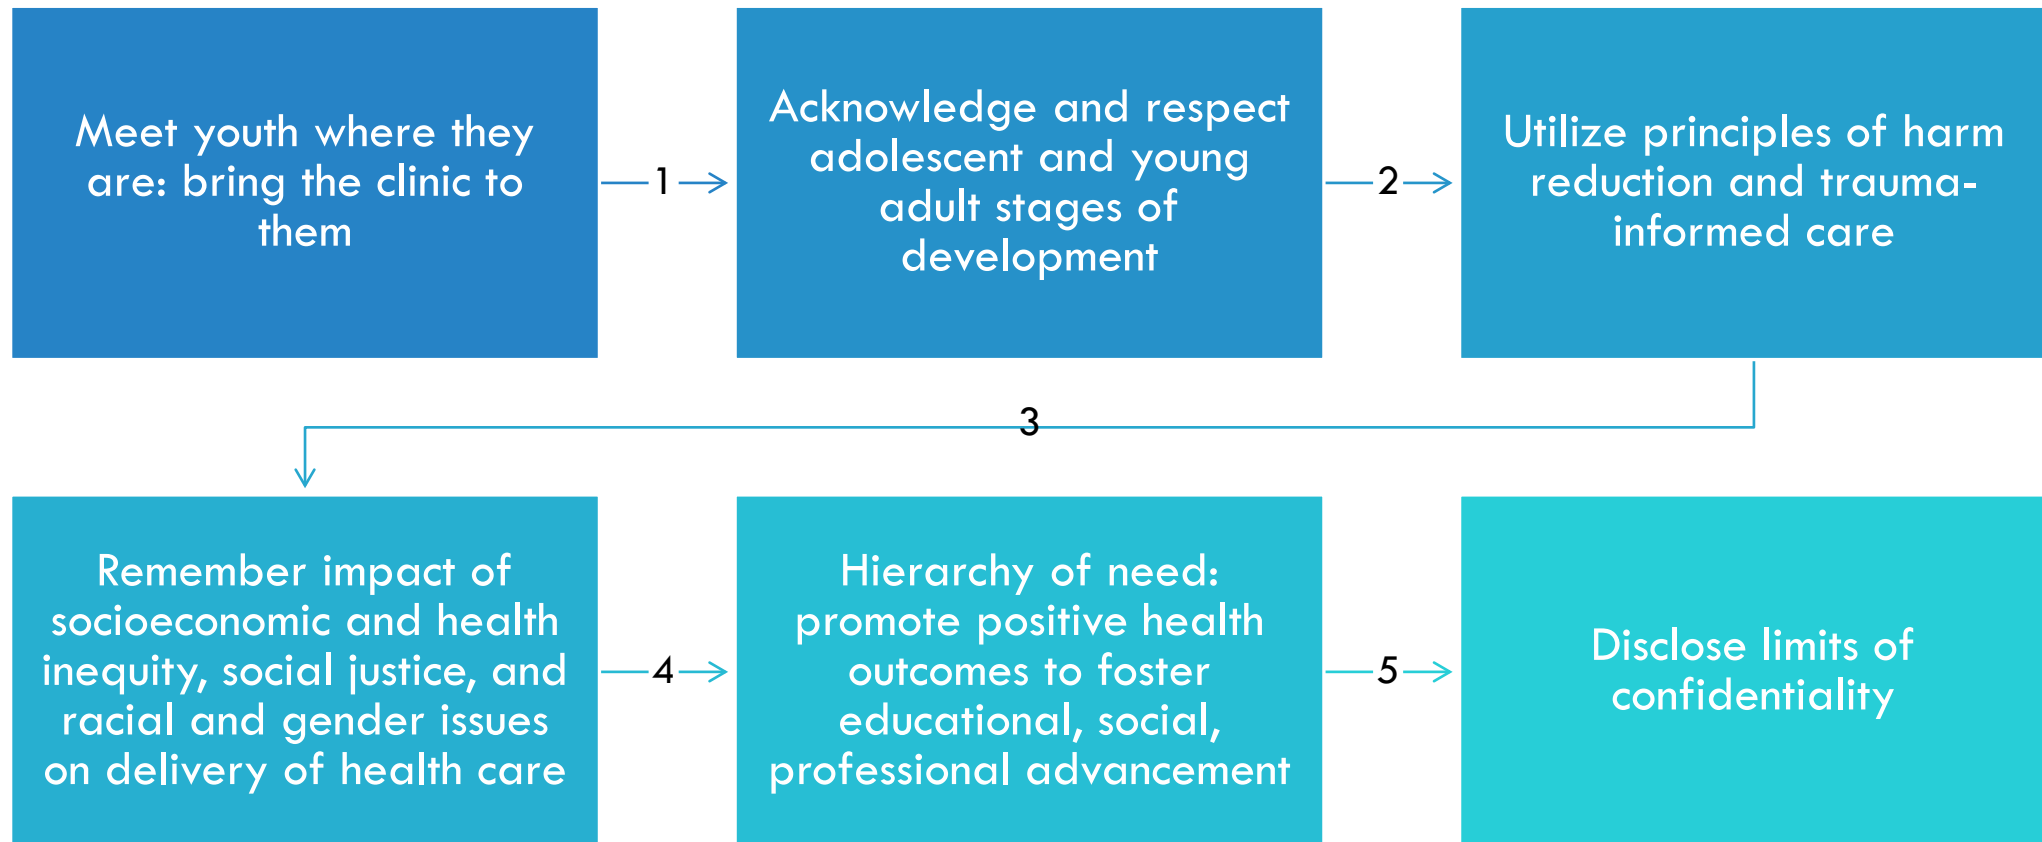 Meet youth where they
are: bring the clinic to
them
1
Acknowledge and respect
adolescent and young
adult stages of
development
2
Utilize principles of harm
reduction and trauma-
informed care
3
Remember impact of
socioeconomic and health
inequity, social justice, and
racial and gender issues
on delivery of health care
4
Hierarchy of need:
promote positive health
outcomes to foster
educational, social,
professional advancement
5
Disclose limits of
confidentiality